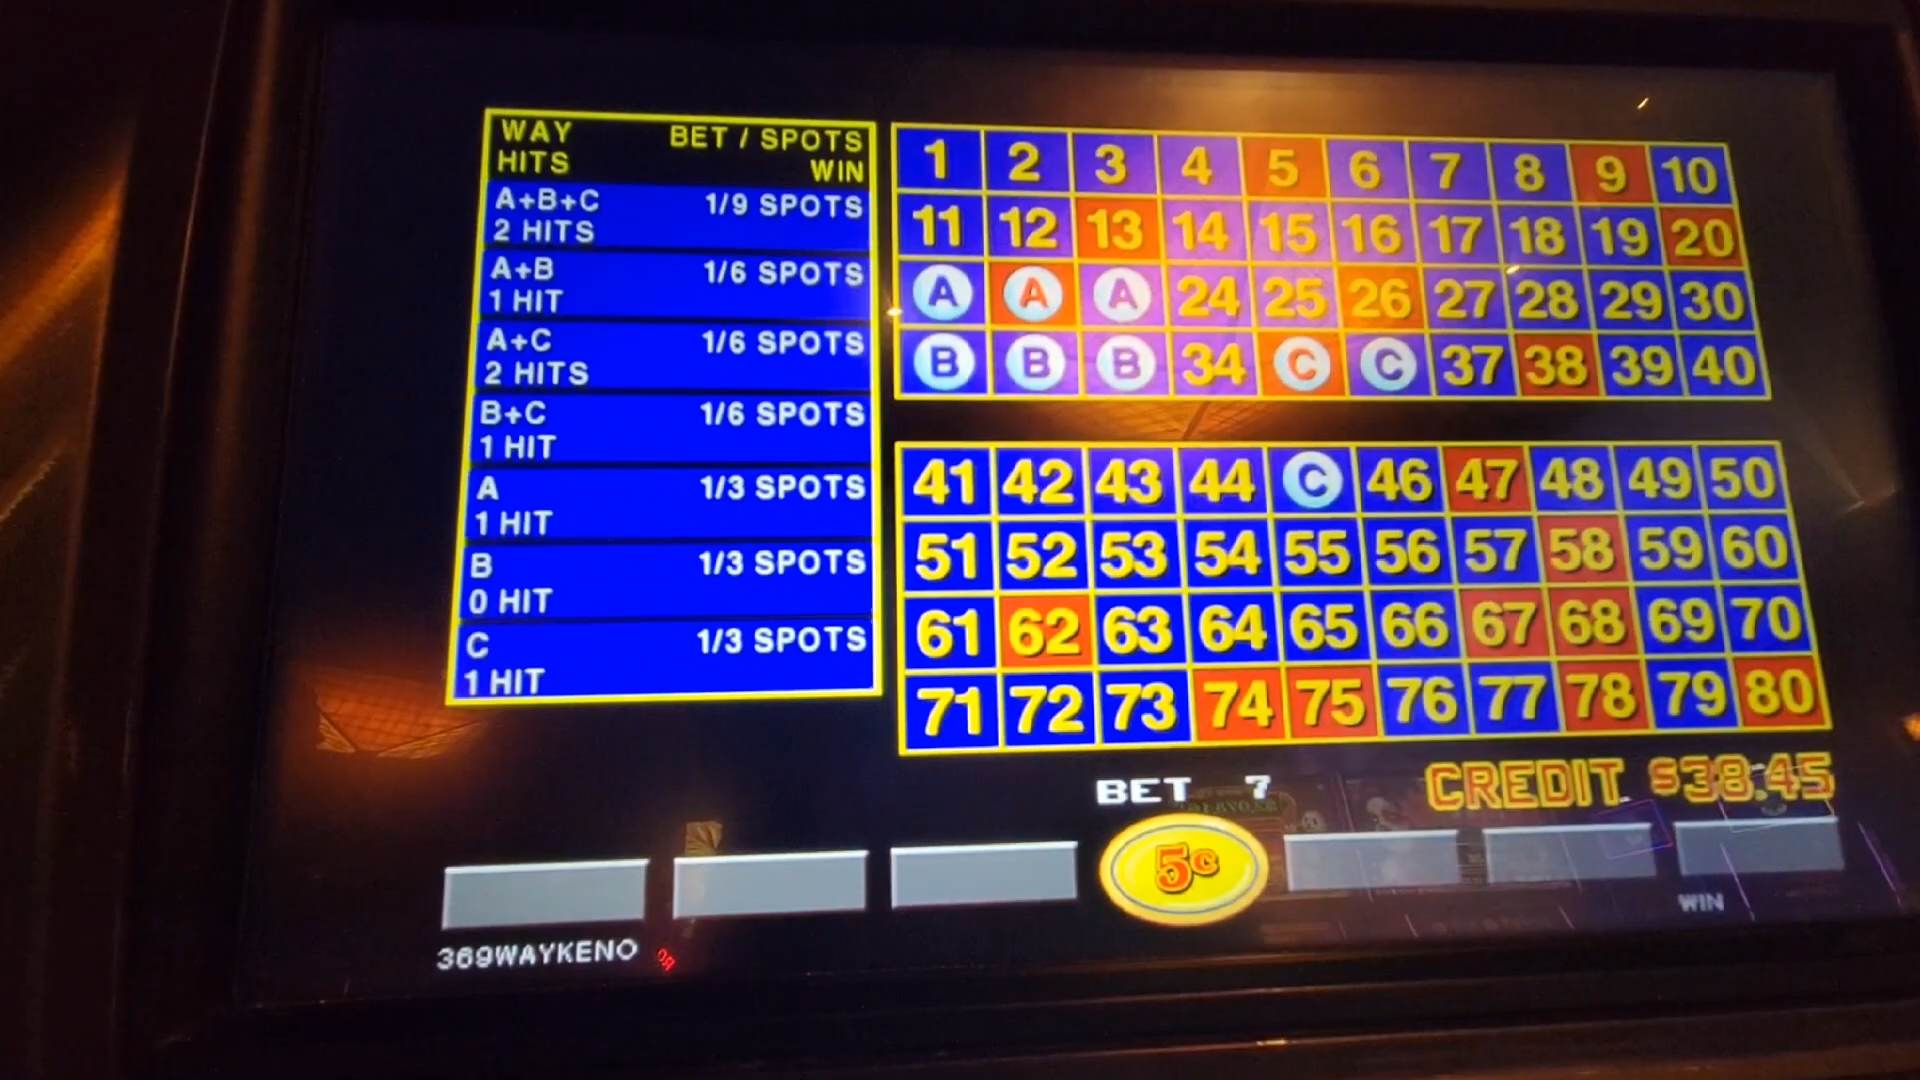 WAY BET / SPOTS
HITS WIN
A+B+C 1/9 SPOTS
2 HITS
A+B 1/6 SPOTS
1 HIT
A+C 1/6 SPOTS
2 HITS
B+C 1/6 SPOTS
1 HIT
A 1/3 SPOTS
1 HIT
B 1/3 SPOTS
0 HIT
C 1/3 SPOTS
1 HIT
1 2 3 4 5 6 7 8 9 10
11 12 13 14 15 16 17 18 19 20
A A A 24 25 26 27 28 29 30
B B B 34 C C 37 38 39 40
41 42 43 44 C 46 47 48 49 50
51 52 53 54 55 56 57 58 59 60
61 62 63 64 65 66 67 68 69 70
71 72 73 74 75 76 77 78 79 80
BET 7 CREDIT $38.45
5¢
WIN
369WAYKENO